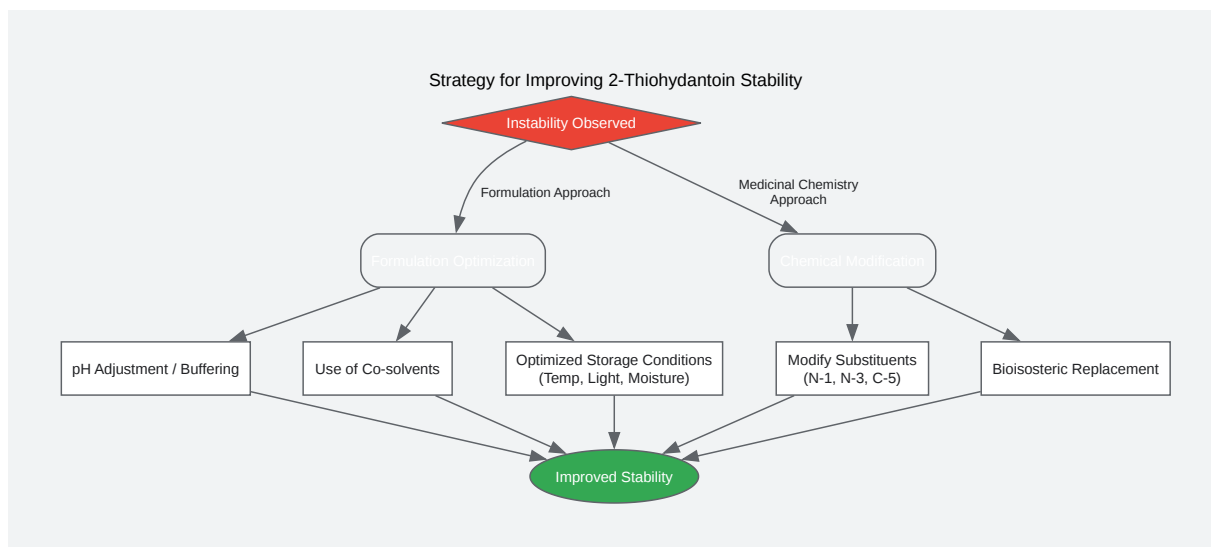 Strategy for Improving 2-Thiohydantoin Stability
Instability Observed
Formulation Approach
Medicinal Chemistry
Approach
Formulation Optimization
Chemical Modification
pH Adjustment / Buffering
Use of Co-solvents
Optimized Storage Conditions
(Temp, Light, Moisture)
Modify Substituents
(N-1, N-3, C-5)
Bioisosteric Replacement
Improved Stability